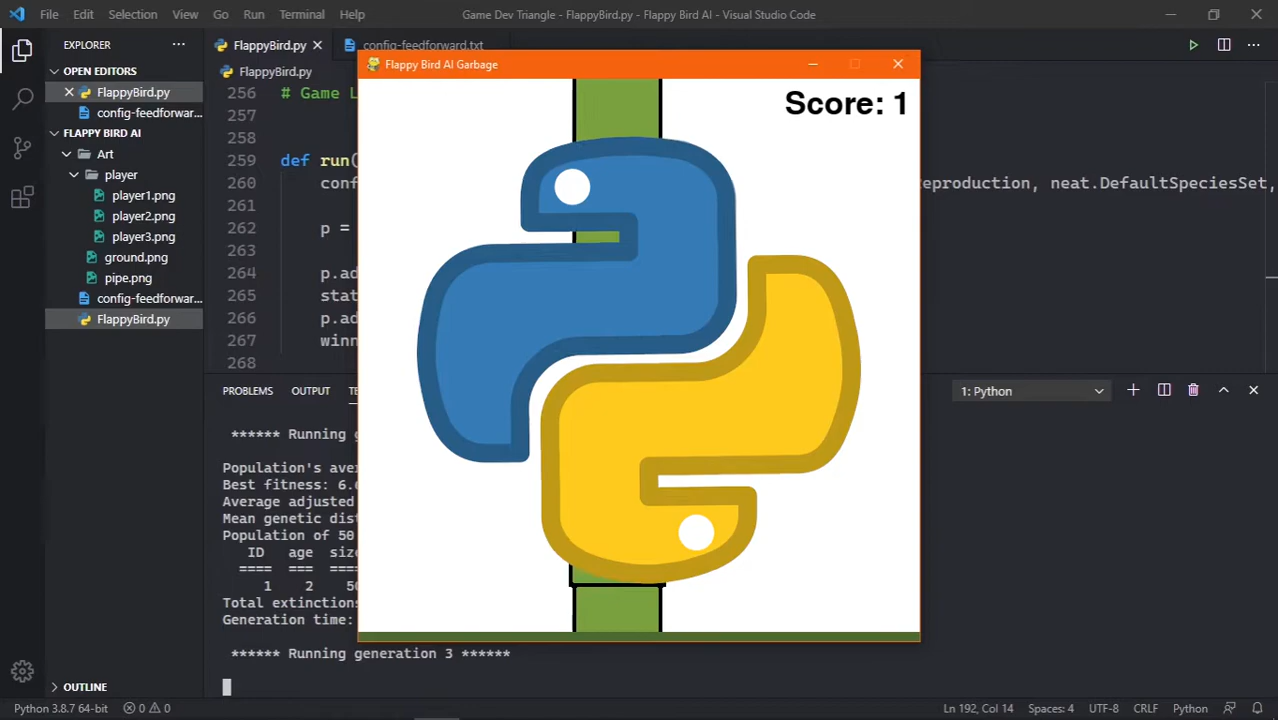 File Edit Selection View Go Run Terminal Help
Game Dev Triangle - FlappyBird.py - Flappy Bird AI - Visual Studio Code
EXPLORER
OPEN EDITORS
FlappyBird.py
config-feedforwar...
FLAPPY BIRD AI
Art
player
player1.png
player2.png
player3.png
ground.png
pipe.png
config-feedforwar...
FlappyBird.py
OUTLINE
FlappyBird.py
config-feedforward.txt
FlappyBird.py
256 # Game L
257
258
259 def run(
260 conf eproduction, neat.DefaultSpeciesSet,
261
262 p =
263
264 p.ad
265 stat
266 p.ad
267 winn
268
Flappy Bird AI Garbage
Score: 1
PROBLEMS OUTPUT TE
1: Python
****** Running g
Population's aver
Best fitness: 6.
Average adjusted
Mean genetic dis
Population of 50
ID age size
==== === ====
1 2 50
Total extinctions
Generation time:
****** Running generation 3 ******
Python 3.8.7 64-bit 0 0
Ln 192, Col 14 Spaces: 4 UTF-8 CRLF Python